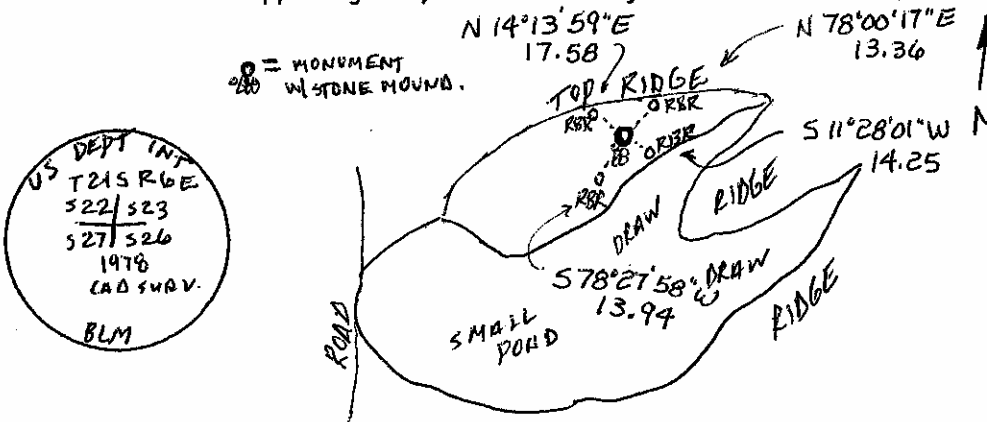 N 14°13'59"E
17.58
N 78°00'17"E
13.36
= MONUMENT
W/STONE MOUND.
TOP RIDGE
RBR
RBR
RBR
RBR
S 11°28'01"W
14.25
N
US DEPT INT
T21S R6E
S22 S23
S27 S26
1978
CAD SURV.
BLM
RIDGE
DRAW
S78°27'58"W
13.94
DRAW
RIDGE
ROAD
SMALL
POND